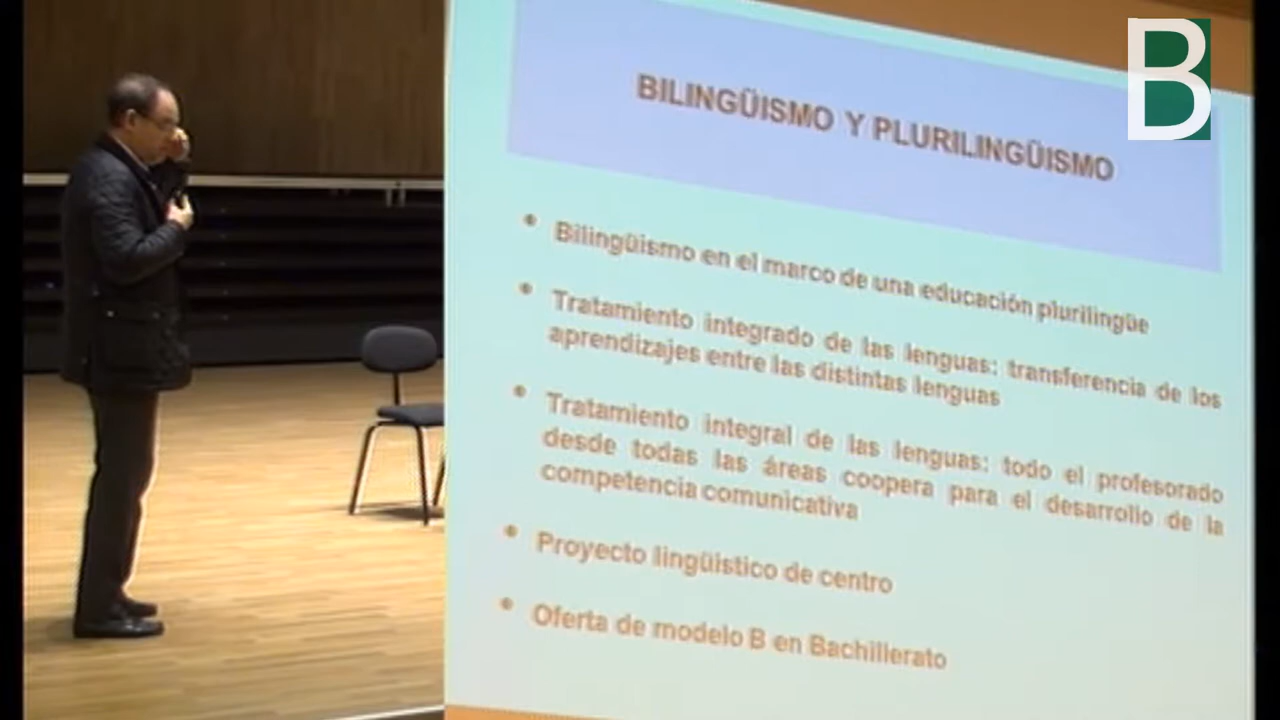 B
BILINGÜISMO Y PLURILINGÜISMO
• Bilingüismo en el marco de una educación plurilingüe
• Tratamiento integrado de las lenguas: transferencia de los
aprendizajes entre las distintas lenguas
• Tratamiento integral de las lenguas: todo el profesorado
desde todas las áreas coopera para el desarrollo de la
competencia comunicativa
• Proyecto lingüistico de centro
• Oferta de modelo B en Bachillerato